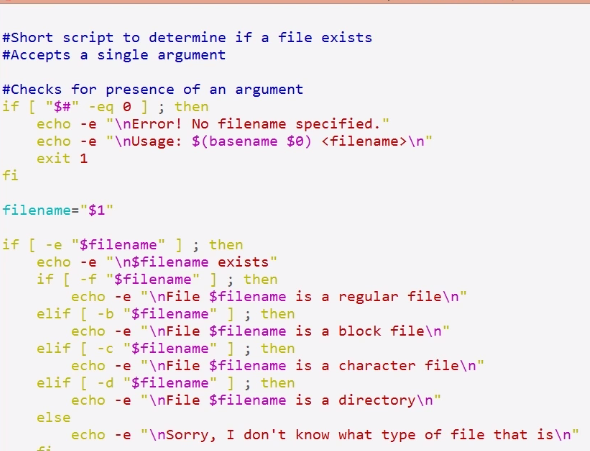 #Short script to determine if a file exists
#Accepts a single argument
#Checks for presence of an argument
if [ "$#" -eq 0 ] ; then
echo -e "\nError! No filename specified."
echo -e "\nUsage: $(basename $0) <filename>\n"
exit 1
fi
filename="$1"
if [ -e "$filename" ] ; then
echo -e "\n$filename exists"
if [ -f "$filename" ] ; then
echo -e "\nFile $filename is a regular file\n"
elif [ -b "$filename" ] ; then
echo -e "\nFile $filename is a block file\n"
elif [ -c "$filename" ] ; then
echo -e "\nFile $filename is a character file\n"
elif [ -d "$filename" ] ; then
echo -e "\nFile $filename is a directory\n"
else
echo -e "\nSorry, I don't know what type of file that is\n"
fi